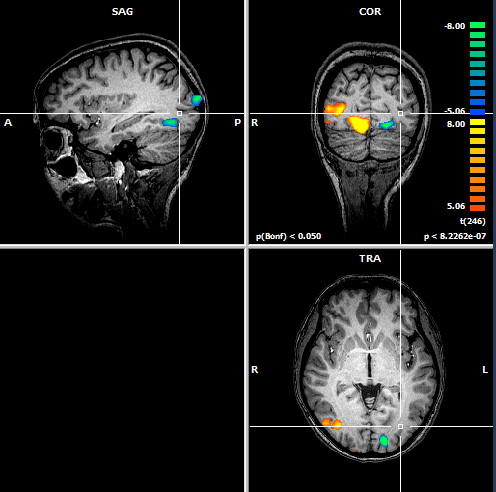 SAG
A
P
COR
R
-8.00
-5.06
8.00
5.06
t(246)
p(Bonf) < 0.050
p < 8.2262e-07
TRA
R
L